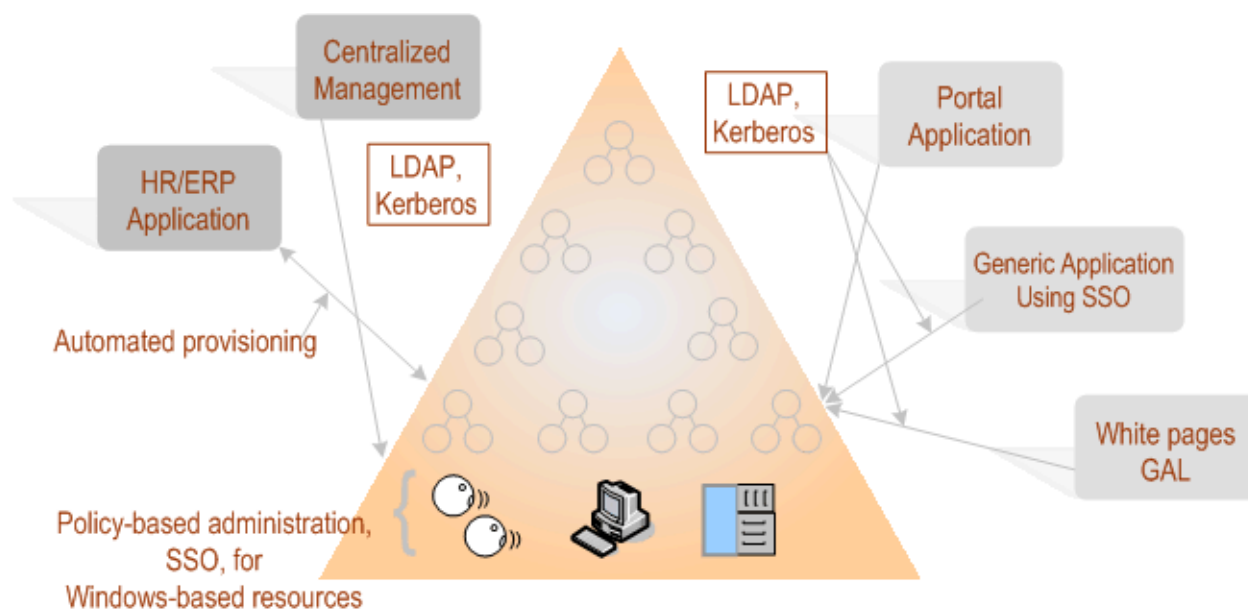 Centralized
Management
LDAP,
Kerberos
Portal
Application
LDAP,
Kerberos
HR/ERP
Application
Generic Application
Using SSO
Automated provisioning
White pages
GAL
Policy-based administration,
SSO, for
Windows-based resources